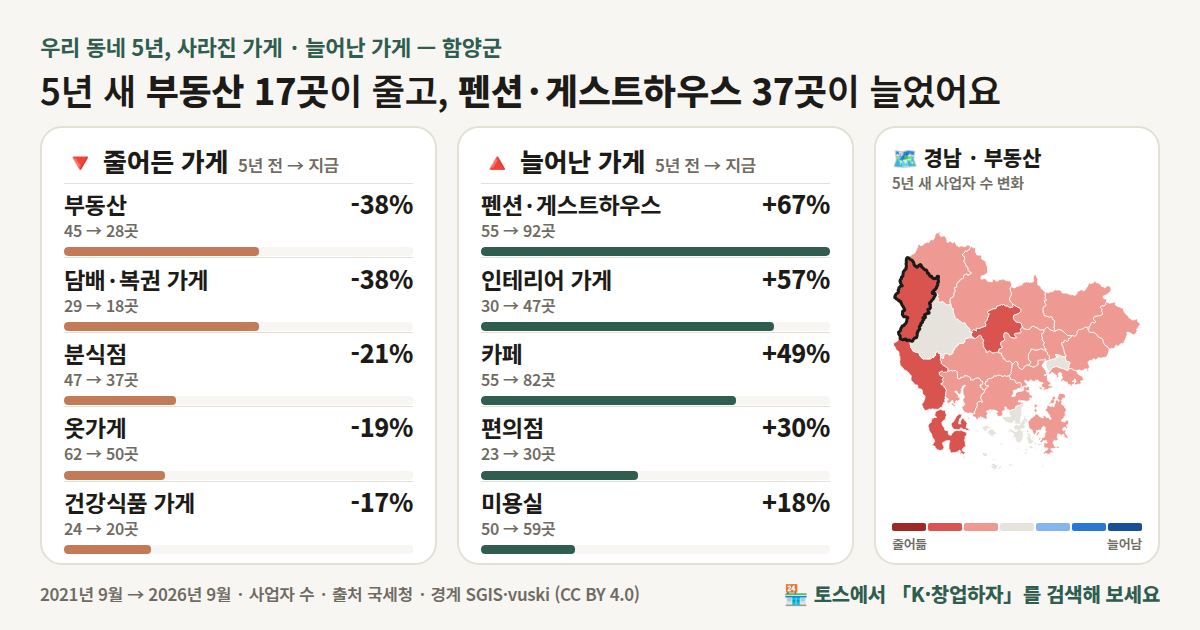 우리 동네 5년, 사라진 가게 · 늘어난 가게 — 함양군
5년 새 부동산 17곳이 줄고, 펜션·게스트하우스 37곳이 늘었어요
줄어든 가게 5년 전 → 지금
부동산 -38%
45 → 28곳
담배·복권 가게 -38%
29 → 18곳
분식점 -21%
47 → 37곳
옷가게 -19%
62 → 50곳
건강식품 가게 -17%
24 → 20곳
늘어난 가게 5년 전 → 지금
펜션·게스트하우스 +67%
55 → 92곳
인테리어 가게 +57%
30 → 47곳
카페 +49%
55 → 82곳
편의점 +30%
23 → 30곳
미용실 +18%
50 → 59곳
경남 · 부동산
5년 새 사업자 수 변화
줄어듦 늘어남
2021년 9월 → 2026년 9월 · 사업자 수 · 출처 국세청 · 경계 SGIS·vuski (CC BY 4.0)
토스에서 「K·창업하자」를 검색해 보세요